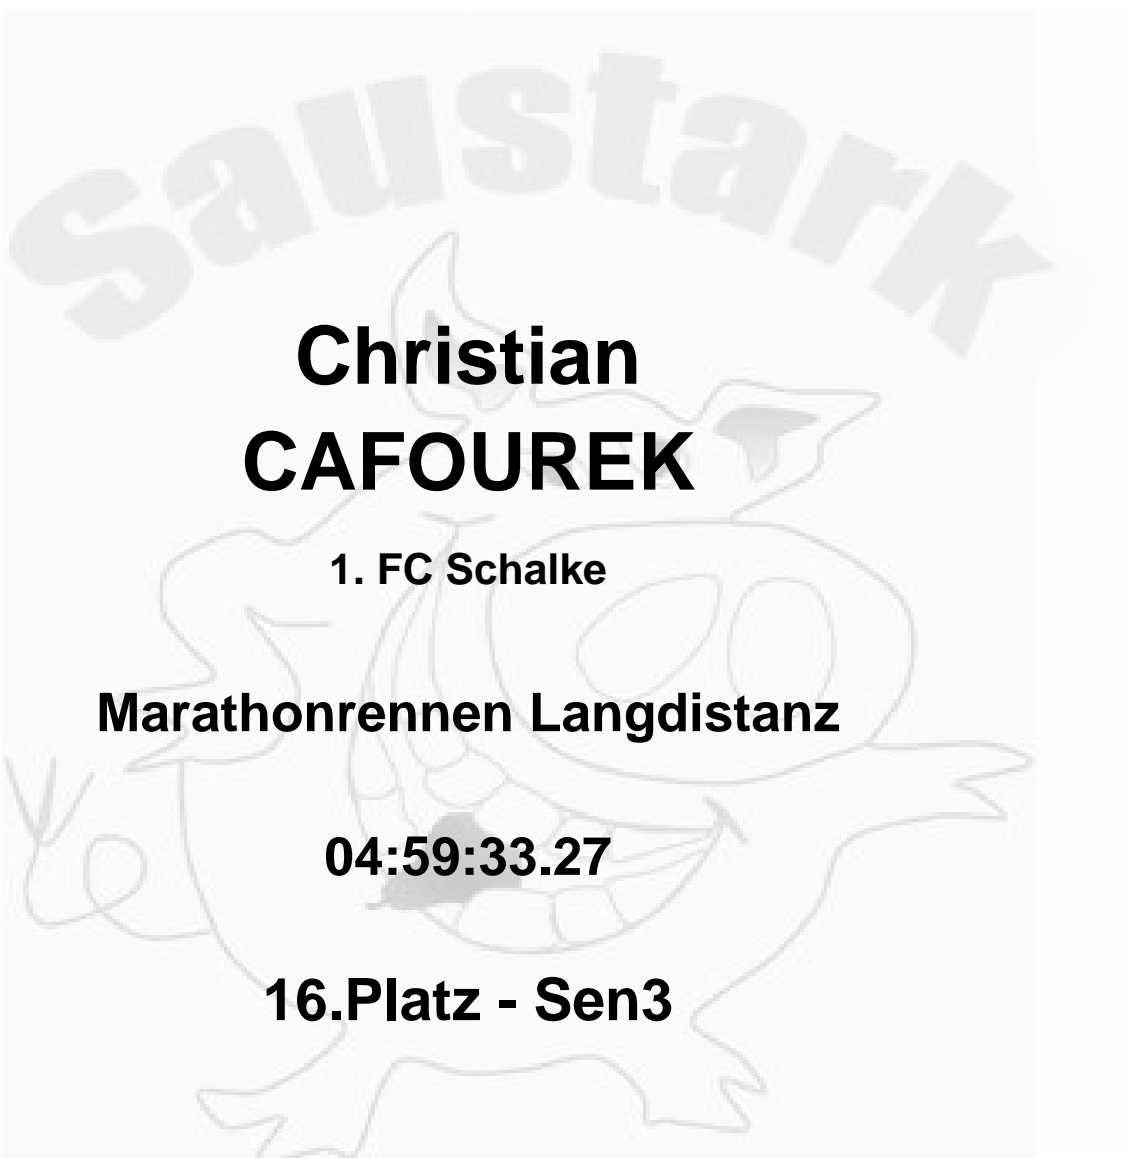 Saustark
Christian
CAFOUREK
1. FC Schalke
Marathonrennen Langdistanz
04:59:33.27
16.Platz - Sen3